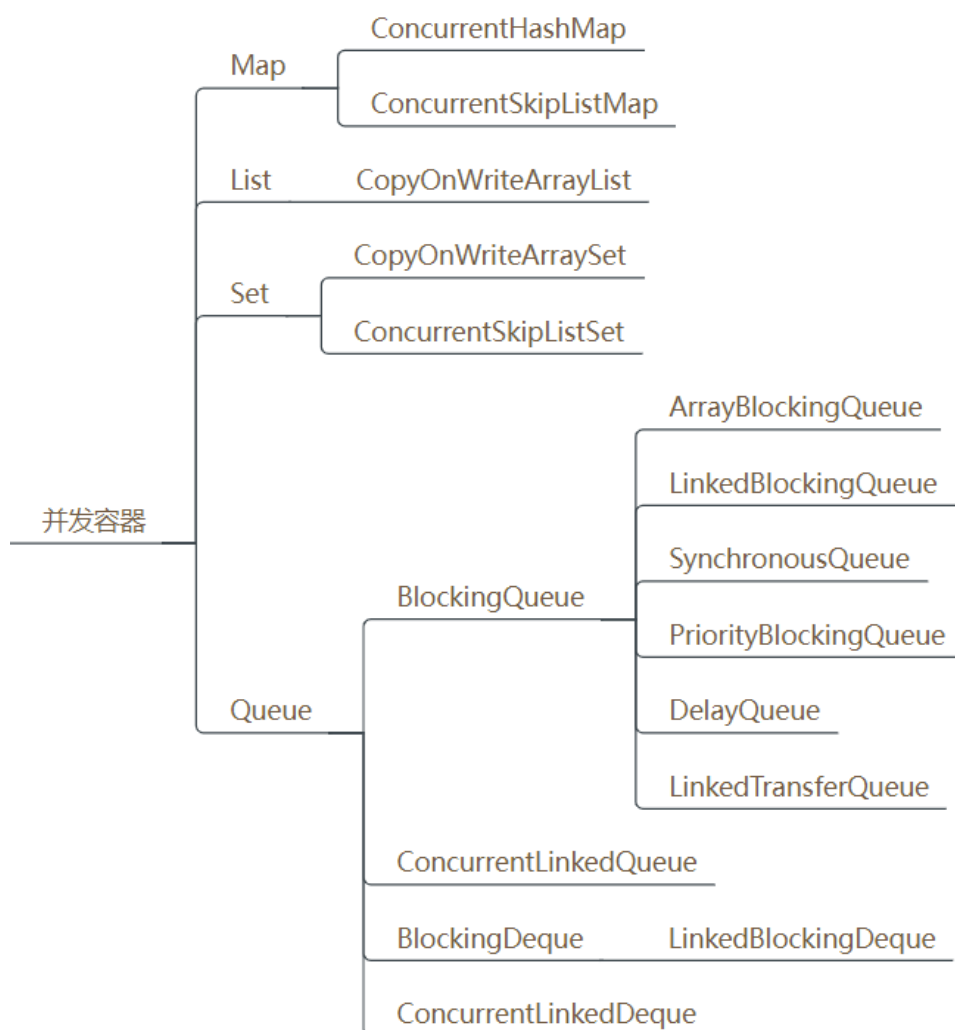 ConcurrentHashMap
Map
ConcurrentSkipListMap
List
CopyOnWriteArrayList
CopyOnWriteArraySet
Set
ConcurrentSkipListSet
ArrayBlockingQueue
LinkedBlockingQueue
并发容器
SynchronousQueue
BlockingQueue
PriorityBlockingQueue
Queue
DelayQueue
LinkedTransferQueue
ConcurrentLinkedQueue
BlockingDeque
LinkedBlockingDeque
ConcurrentLinkedDeque